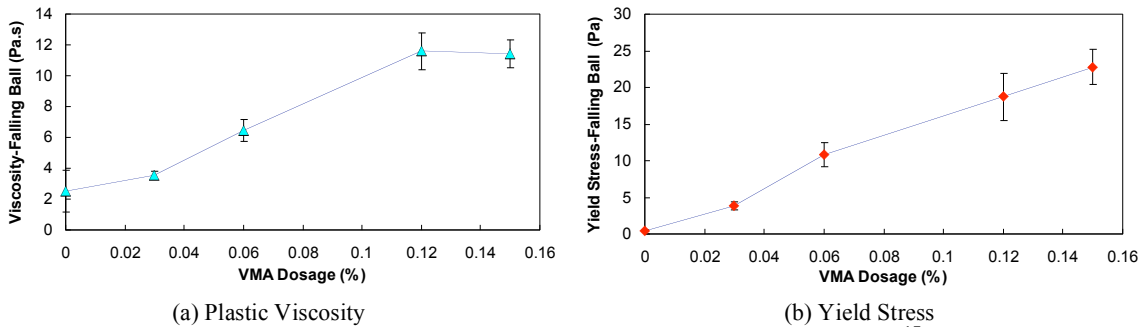 14
12
10
8
6
4
2
0
0 0.02 0.04 0.06 0.08 0.1 0.12 0.14 0.16
Viscosity-Falling Ball (Pa.s)
VMA Dosage (%)
(a) Plastic Viscosity
30
25
20
15
10
5
0
0 0.02 0.04 0.06 0.08 0.1 0.12 0.14 0.16
Yield Stress-Falling Ball (Pa)
VMA Dosage (%)
(b) Yield Stress